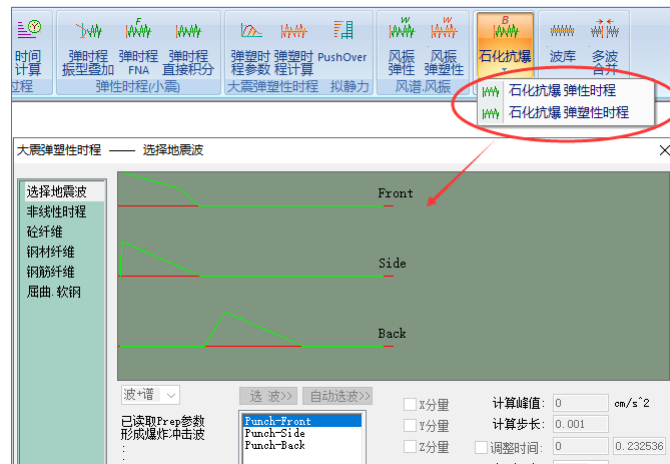 F
W
W
B
时间 弹时程 弹时程 弹时程 弹塑时 弹塑时 PushOver 风振 风振 石化抗爆 波库 多波
计算 振型叠加 FNA 直接积分 程参数 程计算 弹性 弹塑性 合并
过程 弹性时程(小震) 大震弹塑性时程 拟静力 风谱.风振
石化抗爆 弹性时程
石化抗爆 弹塑性时程
大震弹塑性时程 —— 选择地震波
选择地震波
非线性时程
砼纤维
钢材纤维
钢筋纤维
屈曲.软钢
Front
Side
Back
波+谱 选 波>> 自动选波>>
已读取Prep参数
形成爆炸冲击波
:
:
Punch-Front
Punch-Side
Punch-Back
X分量 计算峰值: 0 cm/s^2
Y分量 计算步长: 0.001
Z分量 调整时间: 0 0.232536